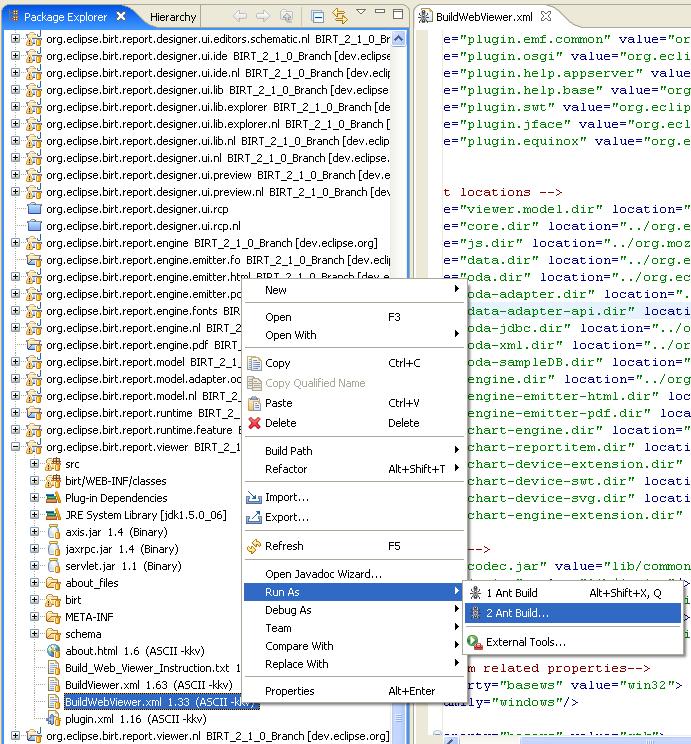 Package Explorer
Hierarchy
org.eclipse.birt.report.designer.ui.editors.schematic.nl BIRT_2_1_0_Br
org.eclipse.birt.report.designer.ui.ide BIRT_2_1_0_Branch [dev.eclip
org.eclipse.birt.report.designer.ui.ide.nl BIRT_2_1_0_Branch [dev.ec
org.eclipse.birt.report.designer.ui.lib BIRT_2_1_0_Branch [dev.eclip
org.eclipse.birt.report.designer.ui.lib.explorer BIRT_2_1_0_Branch [de
org.eclipse.birt.report.designer.ui.lib.explorer.nl BIRT_2_1_0_Branch
org.eclipse.birt.report.designer.ui.lib.nl BIRT_2_1_0_Branch [dev.ec
org.eclipse.birt.report.designer.ui.nl BIRT_2_1_0_Branch [dev.eclipse.
org.eclipse.birt.report.designer.ui.preview BIRT_2_1_0_Branch [dev.e
org.eclipse.birt.report.designer.ui.preview.nl BIRT_2_1_0_Branch [dev
org.eclipse.birt.report.designer.ui.rcp
org.eclipse.birt.report.designer.ui.rcp.nl
org.eclipse.birt.report.engine BIRT_2_1_0_Branch [dev.eclipse.org]
org.eclipse.birt.report.engine.emitter.fo BIRT_2_1_0_Branch [dev.eclip
org.eclipse.birt.report.engine.emitter.html BIRT_2_1_0_Branch [dev.e
org.eclipse.birt.report.engine.emitter.pd
org.eclipse.birt.report.engine.fonts BIRT
org.eclipse.birt.report.engine.nl BIRT_2_
org.eclipse.birt.report.engine.pdf BIRT_2
org.eclipse.birt.report.model BIRT_2_1_0
org.eclipse.birt.report.model.adapter.oc
org.eclipse.birt.report.model.nl BIRT_2_1
org.eclipse.birt.report.runtime BIRT_2_1
org.eclipse.birt.report.runtime.feature B
org.eclipse.birt.report.viewer BIRT_2_1
src
birt/WEB-INF/classes
Plug-in Dependencies
JRE System Library [jdk1.5.0_06]
axis.jar 1.4 (Binary)
jaxrpc.jar 1.4 (Binary)
servlet.jar 1.1 (Binary)
about_files
birt
META-INF
schema
about.html 1.6 (ASCII -kkv)
Build_Web_Viewer_Instruction.txt 1
BuildViewer.xml 1.63 (ASCII -kkv)
BuildWebViewer.xml 1.33 (ASCII -kkv)
plugin.xml 1.16 (ASCII -kkv)
org.eclipse.birt.report.viewer.nl BIRT_2_1_0_Branch [dev.eclipse.org]
New
Open F3
Open With
Copy Ctrl+C
Copy Qualified Name
Paste Ctrl+V
Delete Delete
Build Path
Refactor Alt+Shift+T
Import...
Export...
Refresh F5
Open Javadoc Wizard...
Run As
Debug As
Team
Compare With
Replace With
Properties Alt+Enter
1 Ant Build Alt+Shift+X, Q
2 Ant Build...
External Tools...
BuildWebViewer.xml
e="plugin.emf.common" value="or
e="plugin.osgi" value="org.ecli
e="plugin.help.appserver" value
e="plugin.help.base" value="org
e="plugin.swt" value="org.eclip
e="plugin.jface" value="org.ecl
e="plugin.equinox" value="org.e
t locations -->
e="viewer.model.dir" location="
e="core.dir" location="../org.e
e="js.dir" location="../org.moz
e="data.dir" location="../org.e
="oda.dir" location="../org.ec
oda-adapter.dir" location="..
data-adapter-api.dir" locati
oda-jdbc.dir" location="../o
oda-xml.dir" location="../or
oda-sampleDB.dir" location="
engine.dir" location="../org
engine-emitter-html.dir" loc
engine-emitter-pdf.dir" loca
chart-reportitem.dir" locati
chart-device-extension.dir"
chart-device-swt.dir" locati
chart-device-svg.dir" locati
chart-engine-extension.dir"
-->
codec.jar" value="lib/common
m related properties-->
perty="basews" value="win32">
amily="windows"/>